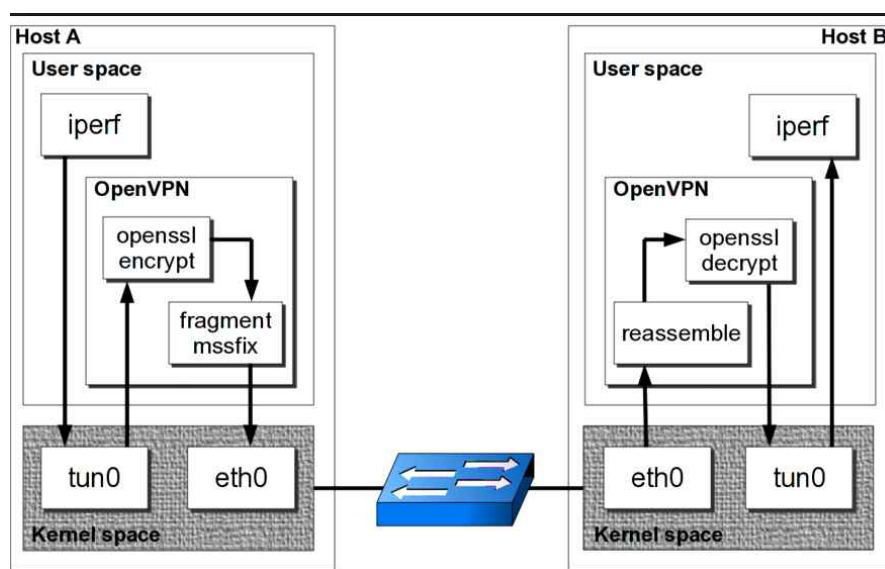 Host A
User space
iperf
OpenVPN
openssl
encrypt
fragment
mssfix
tun0
eth0
Kernel space
Host B
User space
iperf
OpenVPN
openssl
decrypt
reassemble
eth0
tun0
Kernel space